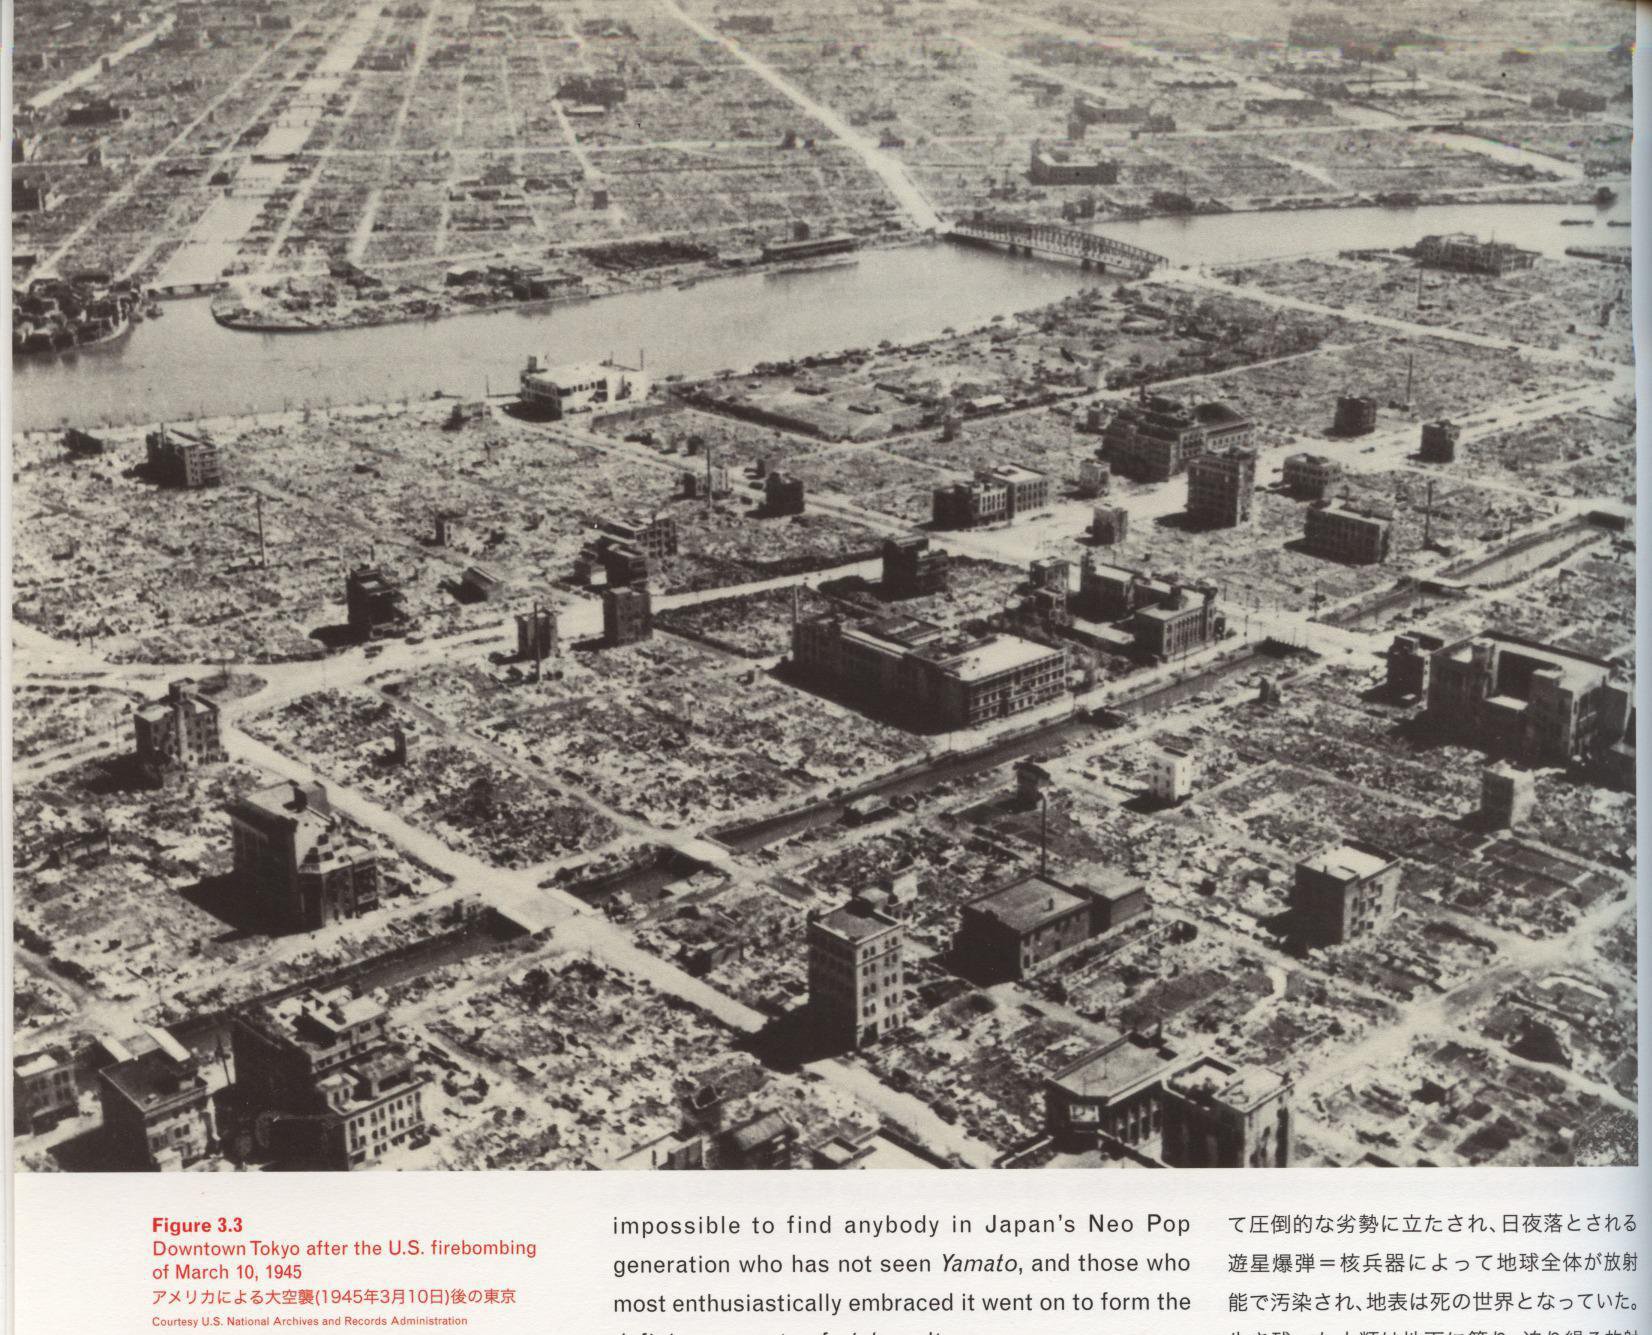 Figure 3.3
Downtown Tokyo after the U.S. firebombing
of March 10, 1945
アメリカによる大空襲(1945年3月10日)後の東京
Courtesy U.S. National Archives and Records Administration
impossible to find anybody in Japan's Neo Pop
generation who has not seen Yamato, and those who
most enthusiastically embraced it went on to form the
て圧倒的な劣勢に立たされ、日夜落とされる
遊星爆弾＝核兵器によって地球全体が放射
能で汚染され、地表は死の世界となっていた。